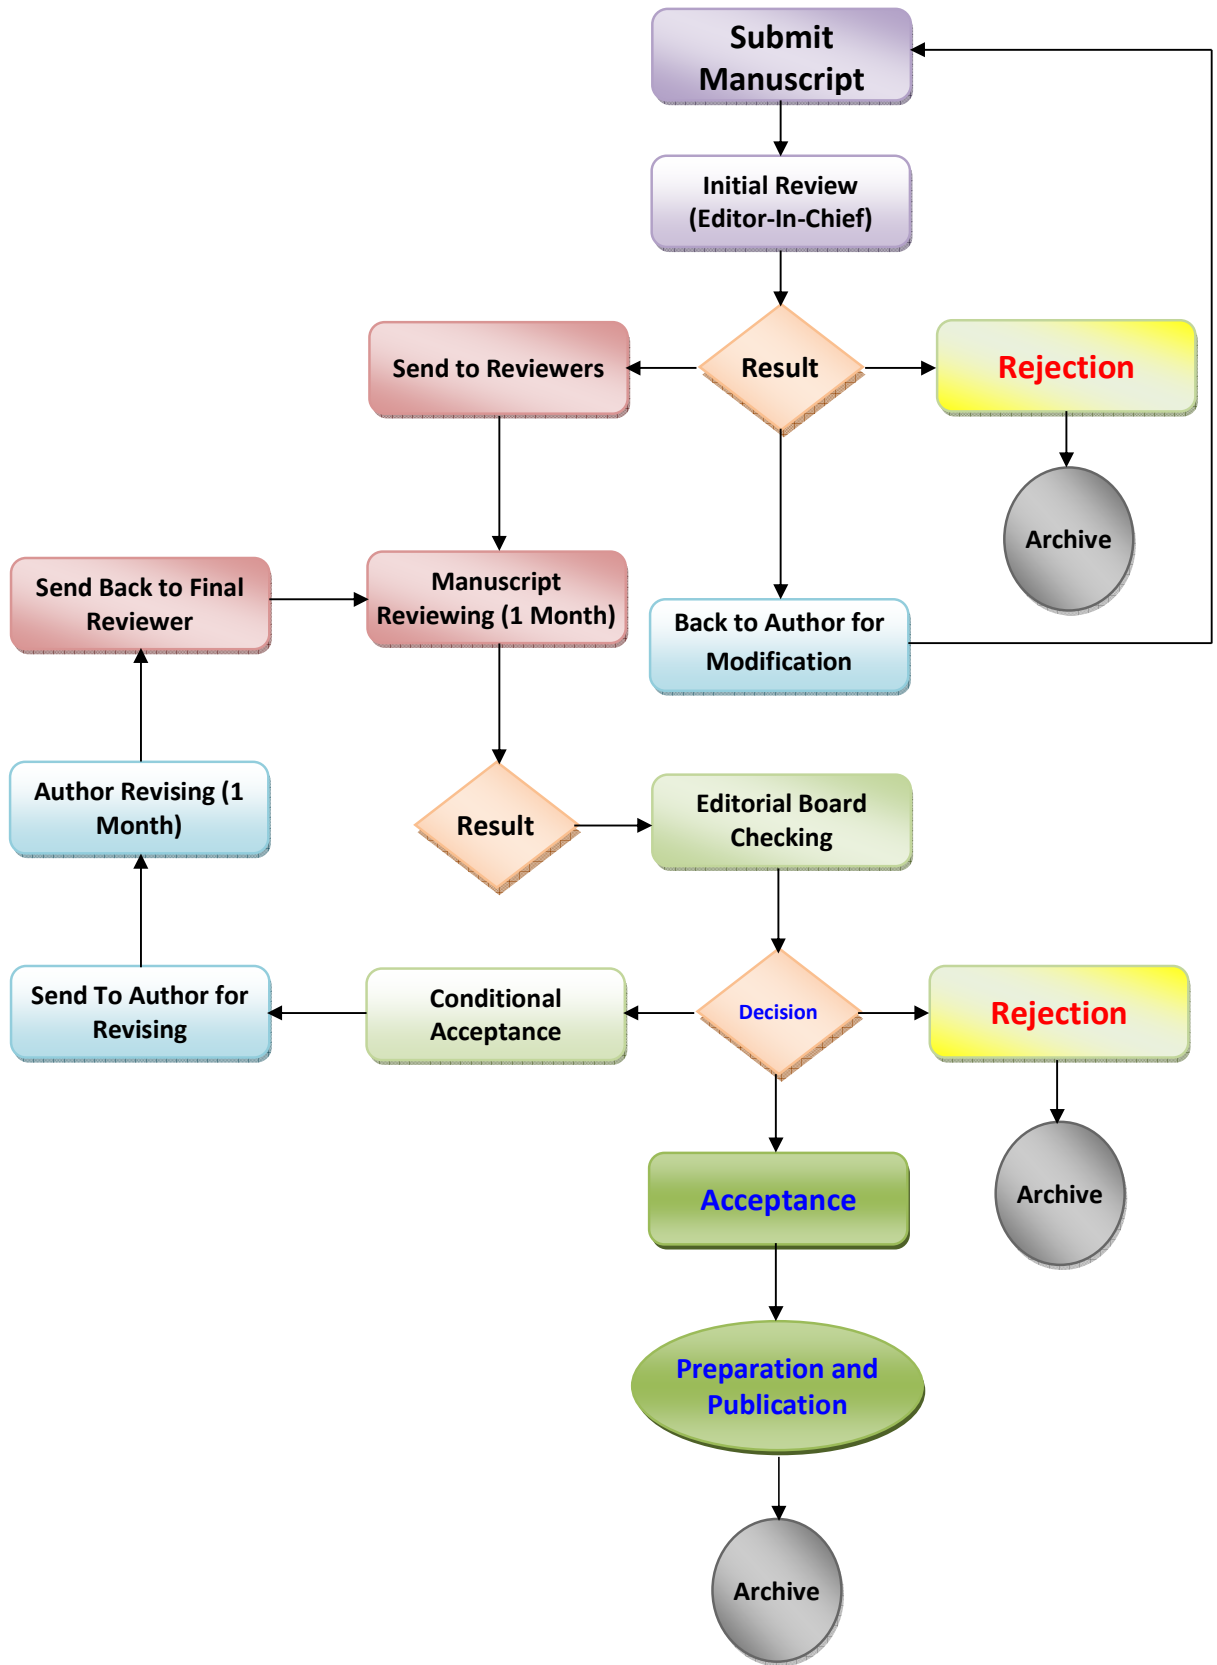 Submit
Manuscript
Initial Review
(Editor-In-Chief)
Send to Reviewers
Result
Rejection
Archive
Send Back to Final
Reviewer
Manuscript
Reviewing (1 Month)
Back to Author for
Modification
Author Revising (1
Month)
Result
Editorial Board
Checking
Send To Author for
Revising
Conditional
Acceptance
Decision
Rejection
Archive
Acceptance
Preparation and
Publication
Archive